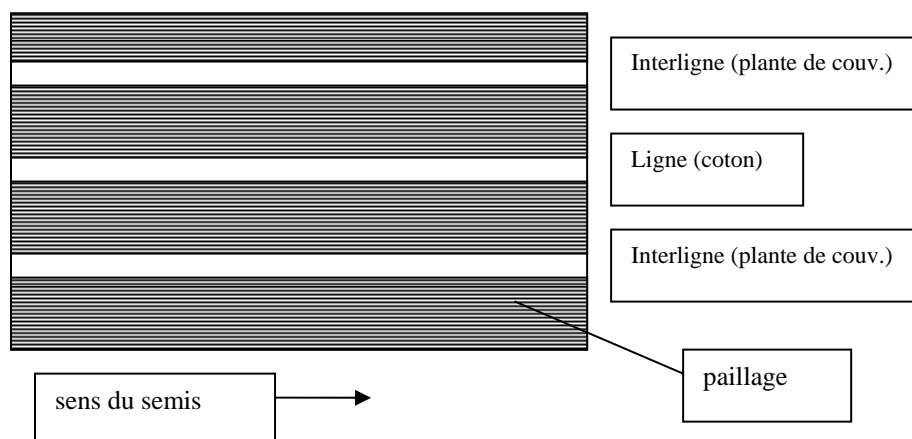 Interligne (plante de couv.)
Ligne (coton)
Interligne (plante de couv.)
paillage
sens du semis